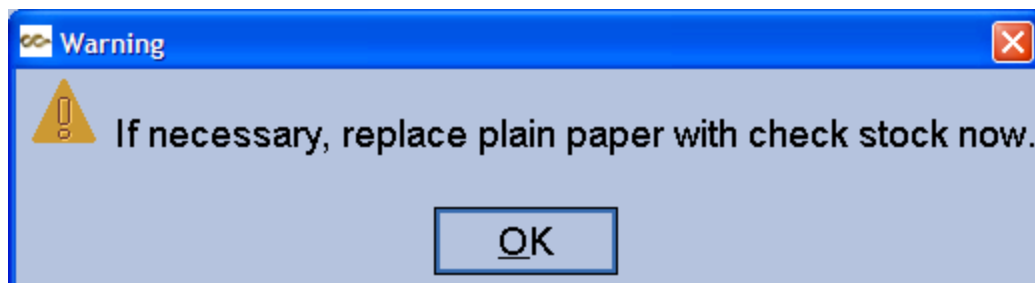 Warning
If necessary, replace plain paper with check stock now.
OK